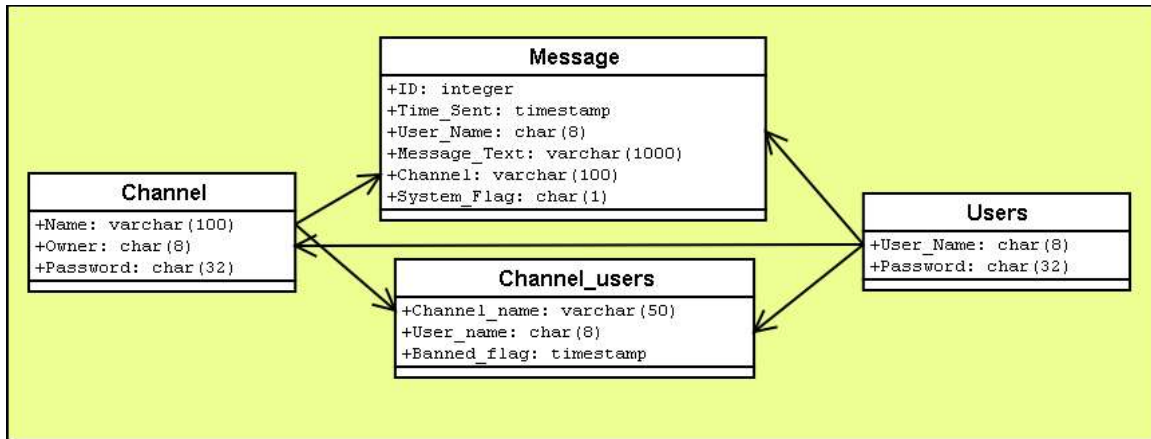 Message
+ID: integer
+Time_Sent: timestamp
+User_Name: char(8)
+Message_Text: varchar(1000)
+Channel: varchar(100)
+System_Flag: char(1)
Channel
+Name: varchar(100)
+Owner: char(8)
+Password: char(32)
Users
+User_Name: char(8)
+Password: char(32)
Channel_users
+Channel_name: varchar(50)
+User_name: char(8)
+Banned_flag: timestamp